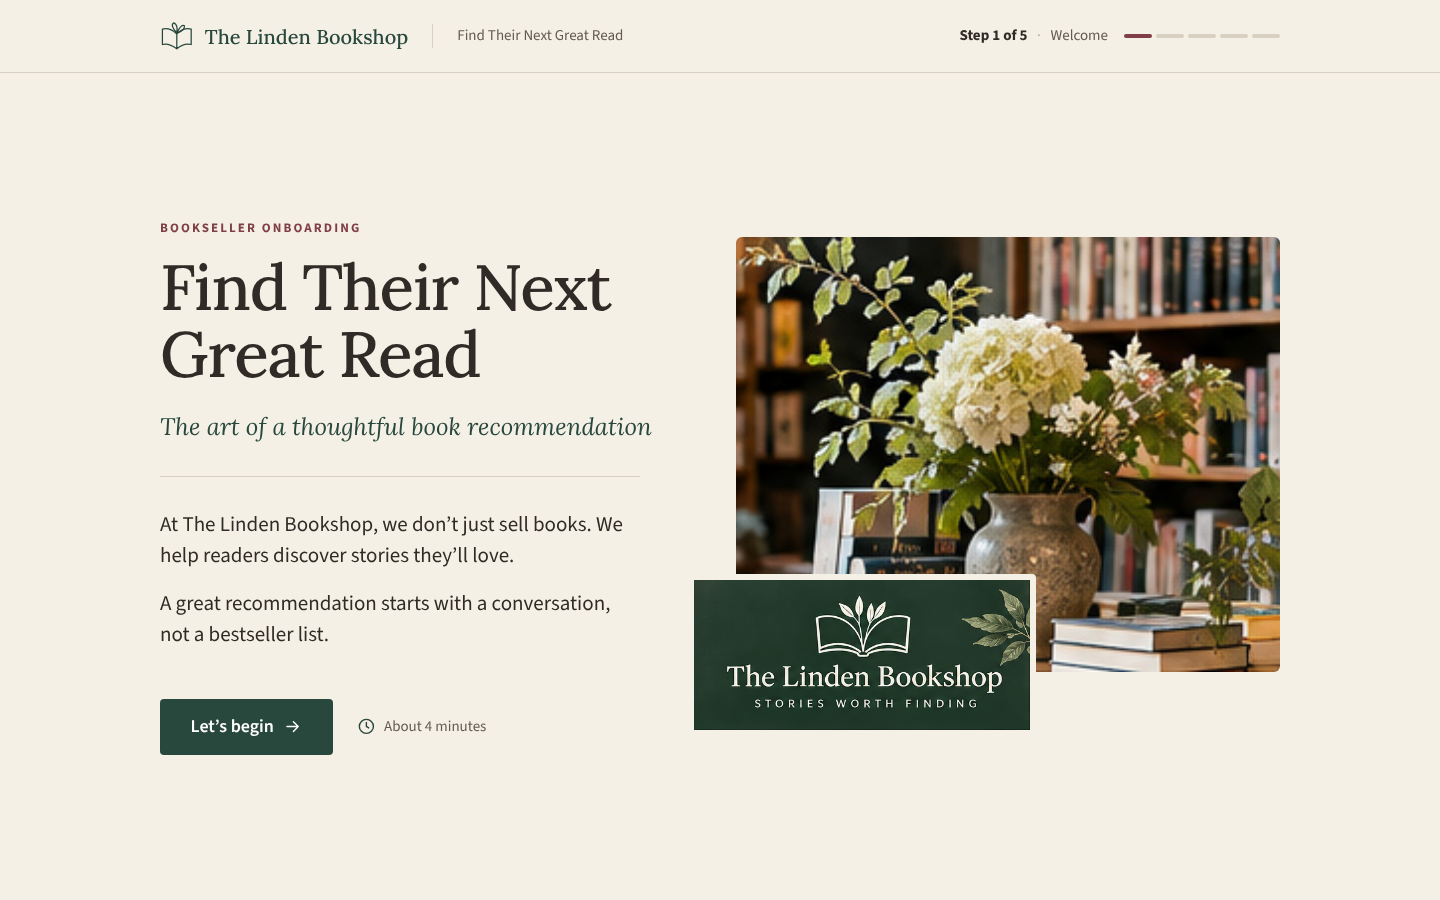 The Linden Bookshop
Find Their Next Great Read
Step 1 of 5 · Welcome
BOOKSELLER ONBOARDING
Find Their Next
Great Read
The art of a thoughtful book recommendation
At The Linden Bookshop, we don’t just sell books. We
help readers discover stories they’ll love.
A great recommendation starts with a conversation,
not a bestseller list.
Let’s begin →
About 4 minutes
The Linden Bookshop
STORIES WORTH FINDING